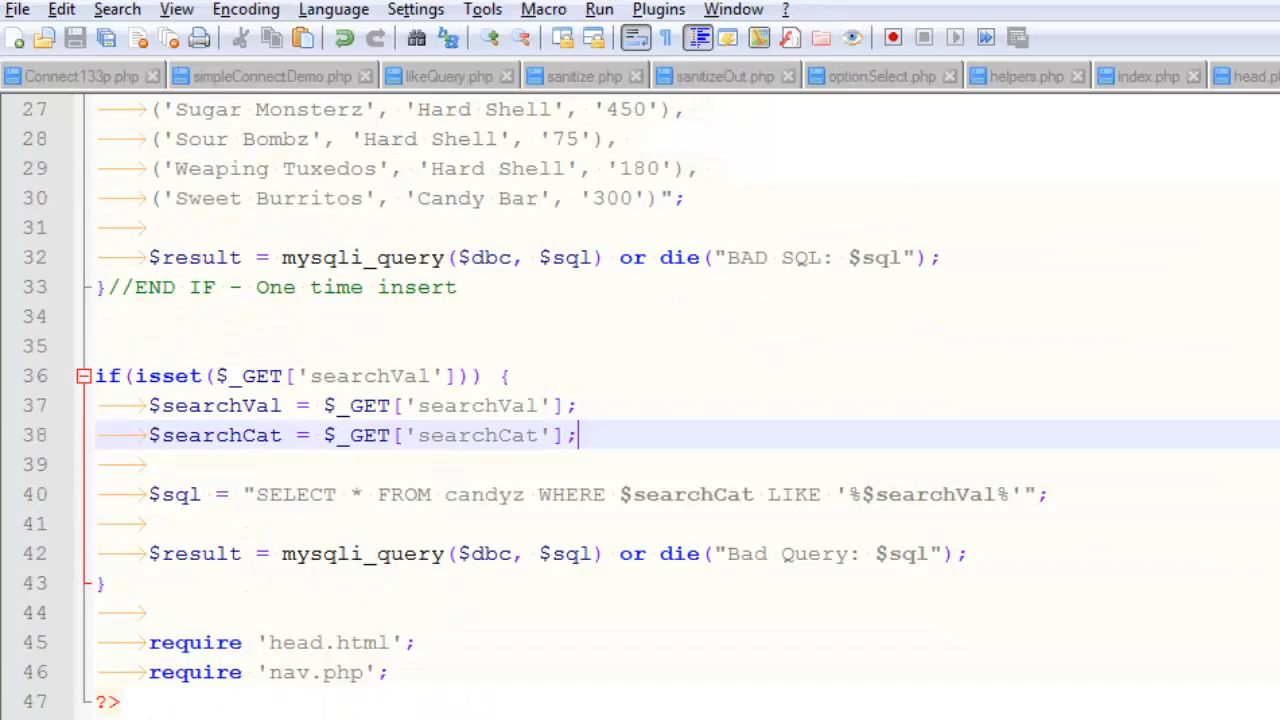 File Edit Search View Encoding Language Settings Tools Macro Run Plugins Window ?
Connect133p.php simpleConnectDemo.php likeQuery.php sanitize.php sanitizeOut.php optionSelect.php helpers.php index.php head.p
27 ('Sugar Monsterz', 'Hard Shell', '450'),
28 ('Sour Bombz', 'Hard Shell', '75'),
29 ('Weaping Tuxedos', 'Hard Shell', '180'),
30 ('Sweet Burritos', 'Candy Bar', '300')";
31
32 $result = mysqli_query($dbc, $sql) or die("BAD SQL: $sql");
33 }//END IF - One time insert
34
35
36 if(isset($_GET['searchVal'])) {
37 $searchVal = $_GET['searchVal'];
38 $searchCat = $_GET['searchCat'];
39
40 $sql = "SELECT * FROM candyz WHERE $searchCat LIKE '%$searchVal%'";
41
42 $result = mysqli_query($dbc, $sql) or die("Bad Query: $sql");
43 }
44
45 require 'head.html';
46 require 'nav.php';
47 ?>